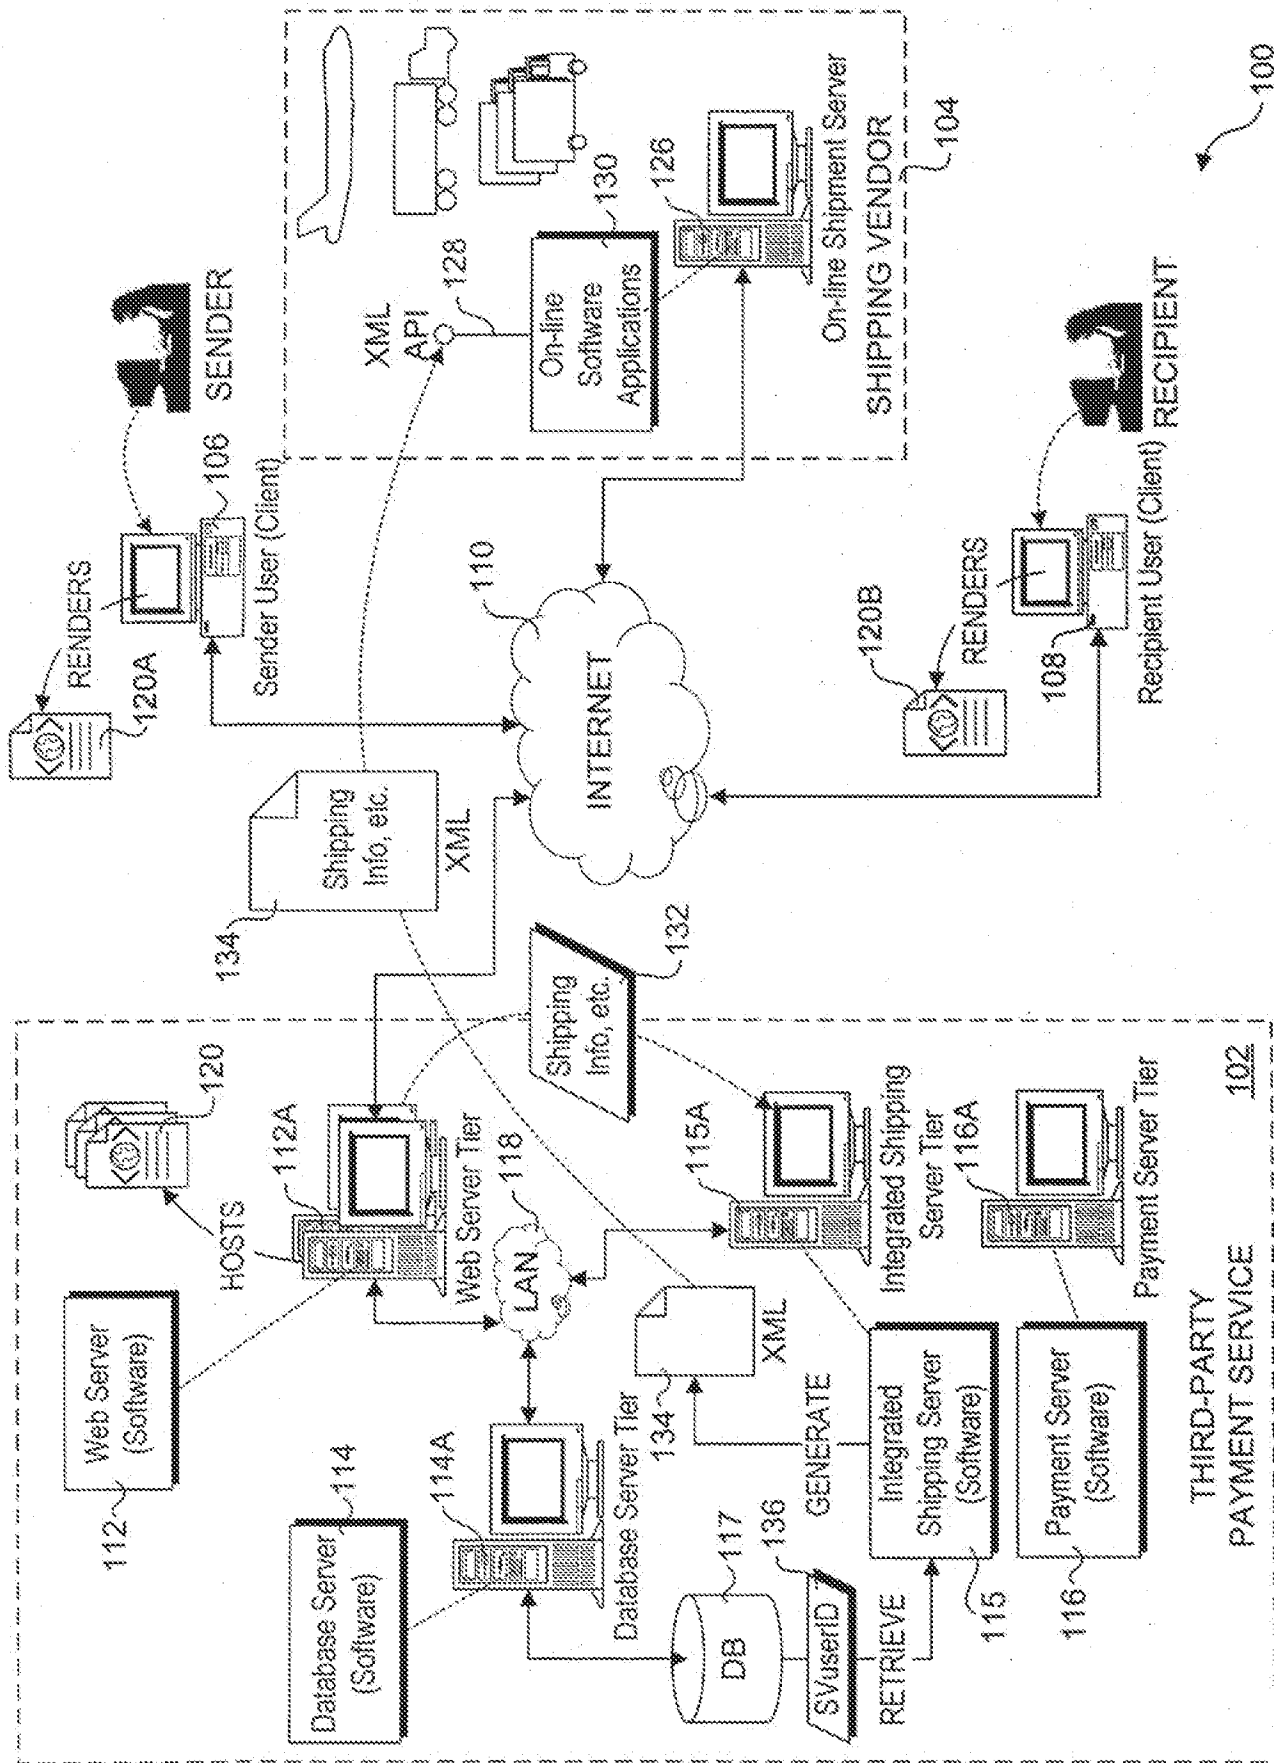 120A
RENDERS
106
Sender User (Client)
SENDER
XML
API
128
On-line
Software
Applications
130
126
On-line Shipment Server
SHIPPING VENDOR
104
134
Shipping
Info, etc.
XML
110
INTERNET
120B
RENDERS
108
Recipient User (Client)
RECIPIENT
100
112
Web Server
(Software)
HOSTS
120
112A
Web Server Tier
118
LAN
Shipping
Info, etc.
132
Database Server
(Software)
114
114A
Database Server Tier
134
XML
GENERATE
115A
Integrated Shipping
Server Tier
116A
Payment Server Tier
DB
117
SVuserID
136
RETRIEVE
Integrated
Shipping Server
(Software)
115
Payment Server
(Software)
116
THIRD-PARTY
PAYMENT SERVICE
102